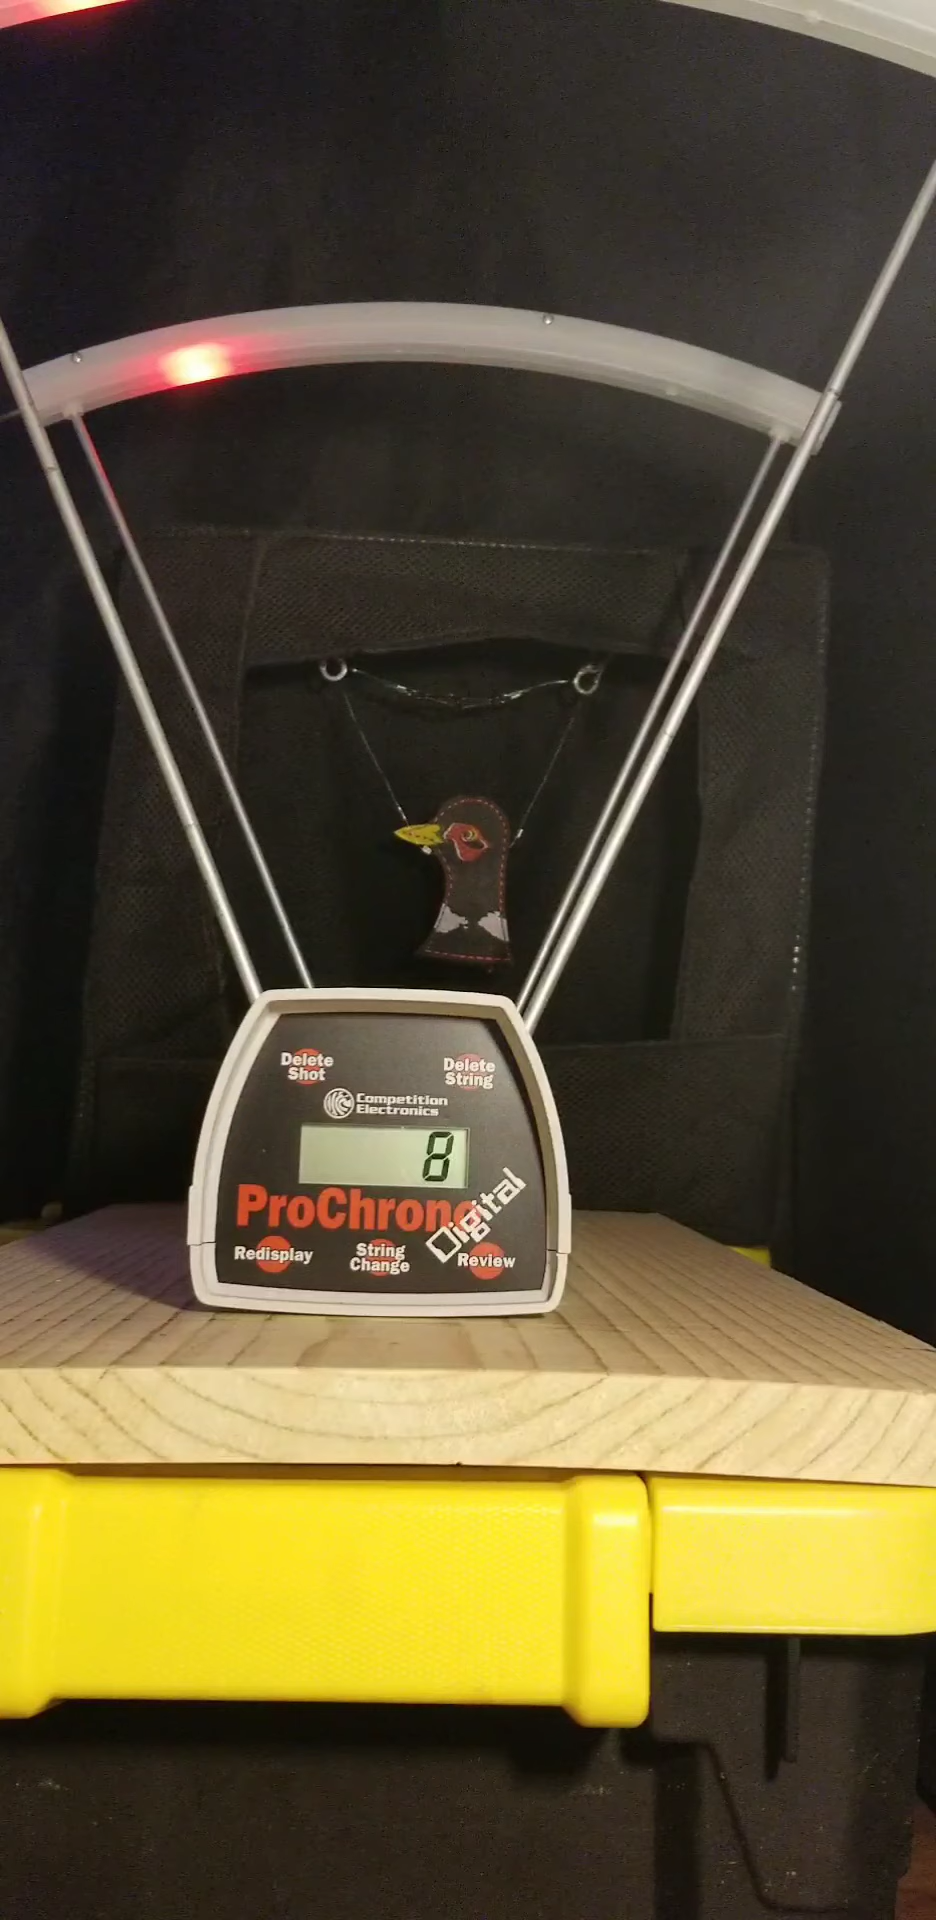 Delete Shot
Delete String
Competition
Electronics
8
ProChrono
Digital
Redisplay
String Change
Review